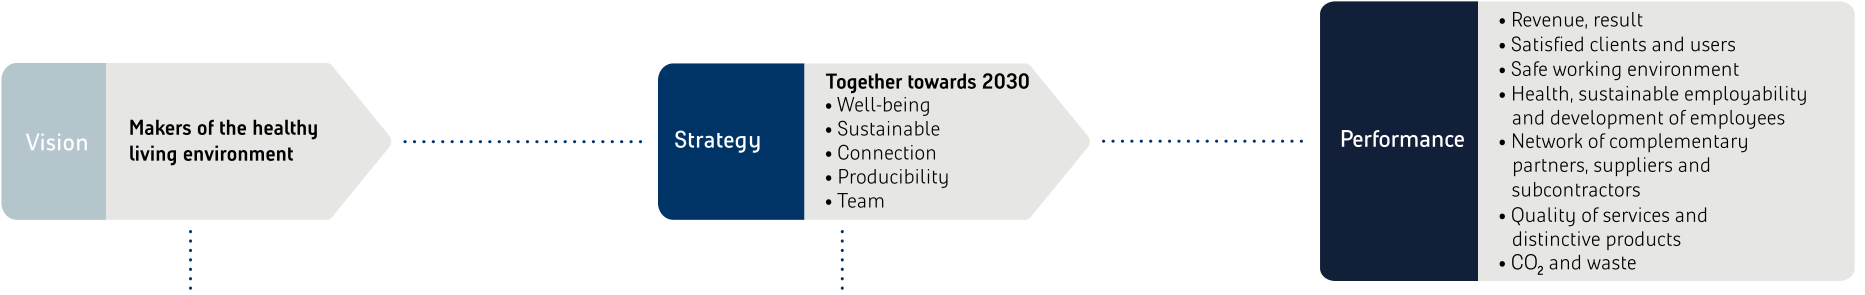 Vision
Makers of the healthy
living environment
Strategy
Together towards 2030
• Well-being
• Sustainable
• Connection
• Producibility
• Team
Performance
• Revenue, result
• Satisfied clients and users
• Safe working environment
• Health, sustainable employability
and development of employees
• Network of complementary
partners, suppliers and
subcontractors
• Quality of services and
distinctive products
• CO₂ and waste